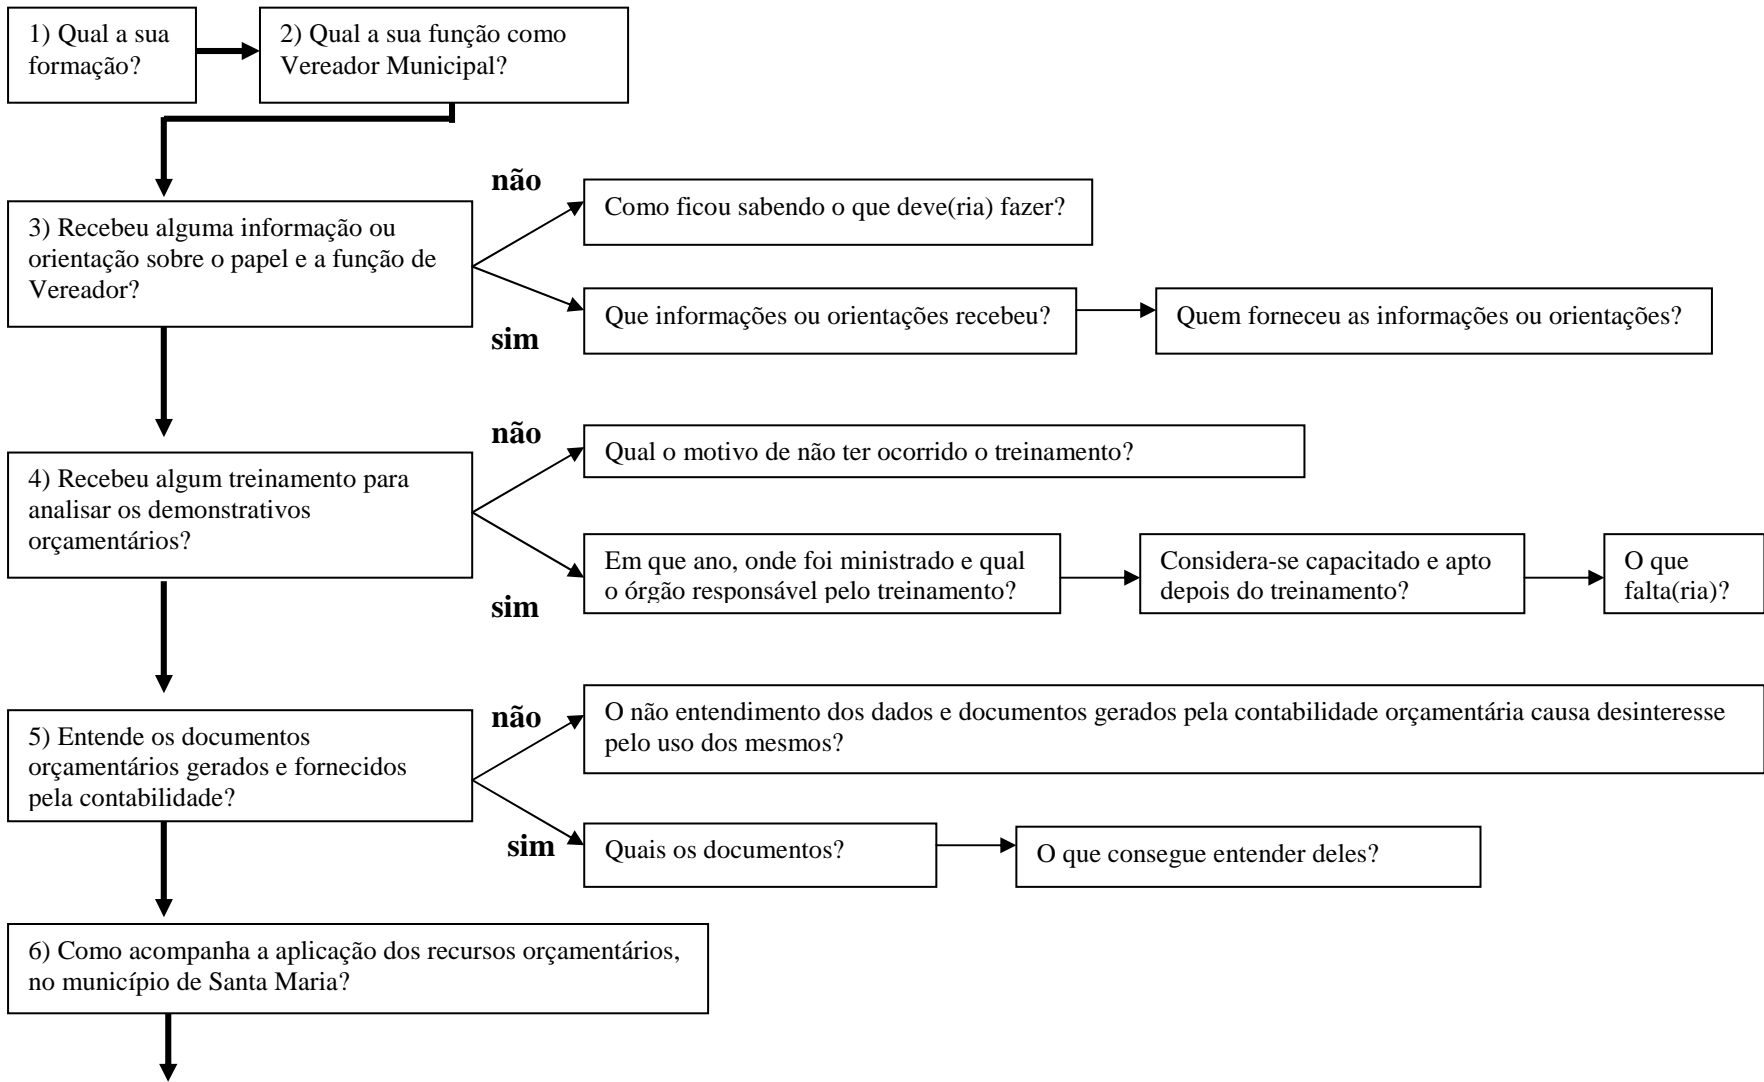 1) Qual a sua
formação?
2) Qual a sua função como
Vereador Municipal?
não
Como ficou sabendo o que deve(ria) fazer?
3) Recebeu alguma informação ou
orientação sobre o papel e a função de
Vereador?
sim
Que informações ou orientações recebeu?
Quem forneceu as informações ou orientações?
não
Qual o motivo de não ter ocorrido o treinamento?
4) Recebeu algum treinamento para
analisar os demonstrativos
orçamentários?
sim
Em que ano, onde foi ministrado e qual
o órgão responsável pelo treinamento?
Considera-se capacitado e apto
depois do treinamento?
O que
falta(ria)?
não
O não entendimento dos dados e documentos gerados pela contabilidade orçamentária causa desinteresse
pelo uso dos mesmos?
5) Entende os documentos
orçamentários gerados e fornecidos
pela contabilidade?
sim
Quais os documentos?
O que consegue entender deles?
6) Como acompanha a aplicação dos recursos orçamentários,
no município de Santa Maria?